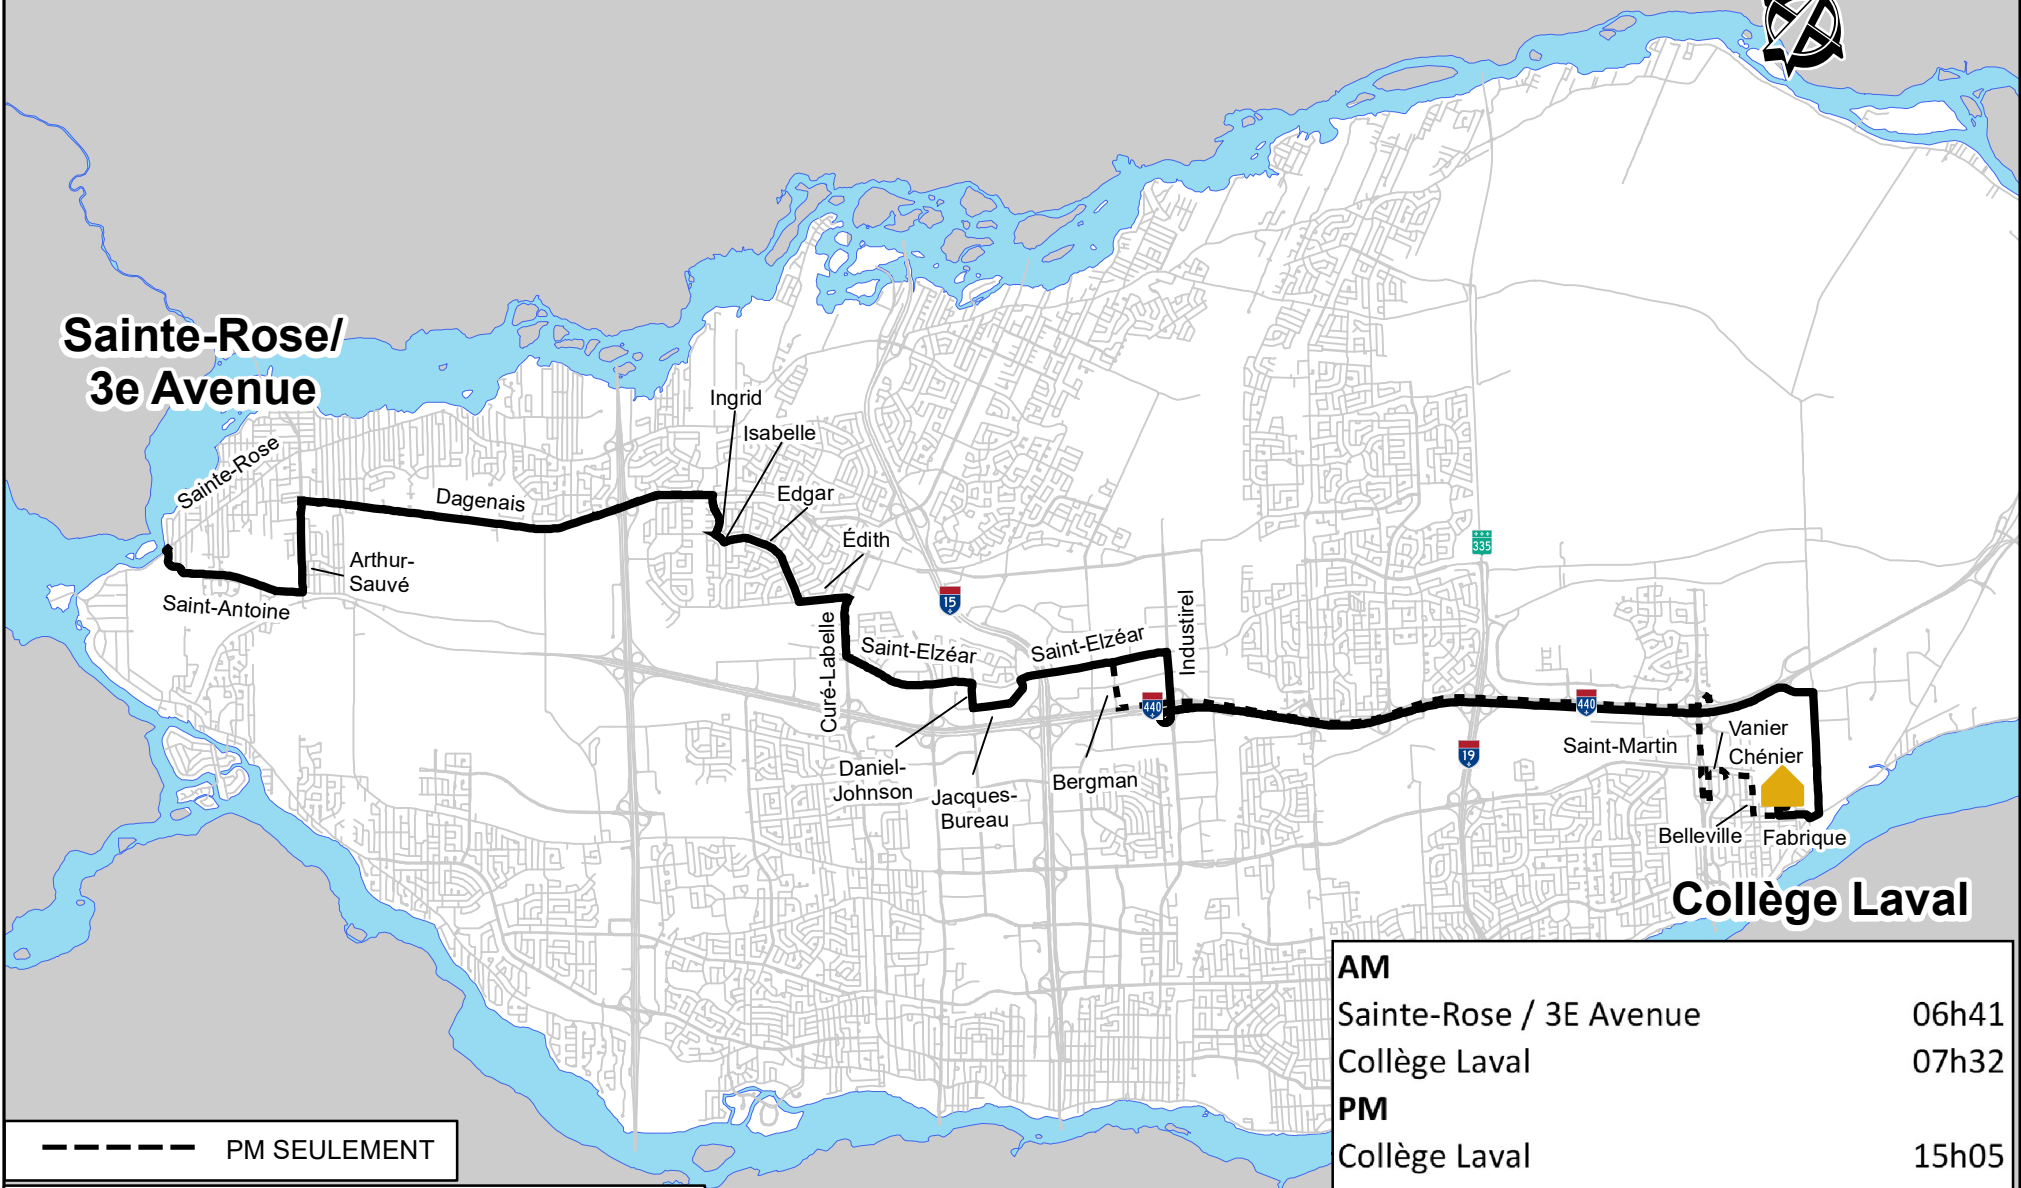 Sainte-Rose/
3e Avenue
Ingrid
Isabelle
Sainte-Rose
Dagenais
Edgar
Édith
Arthur-
Sauvé
335
Saint-Antoine
15
Curé-Labelle
Saint-Elzéar
Saint-Elzéar
Industirel
440
440
Saint-Martin
Vanier
Chénier
19
Daniel-
Johnson
Jacques-
Bureau
Bergman
Belleville
Fabrique
Collège Laval
AM
Sainte-Rose / 3E Avenue 06h41
Collège Laval 07h32
PM
Collège Laval 15h05
PM SEULEMENT